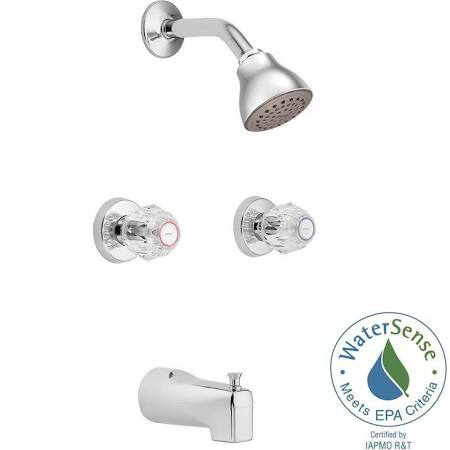 WaterSense
Meets EPA Criteria
Certified by
IAPMO R&T